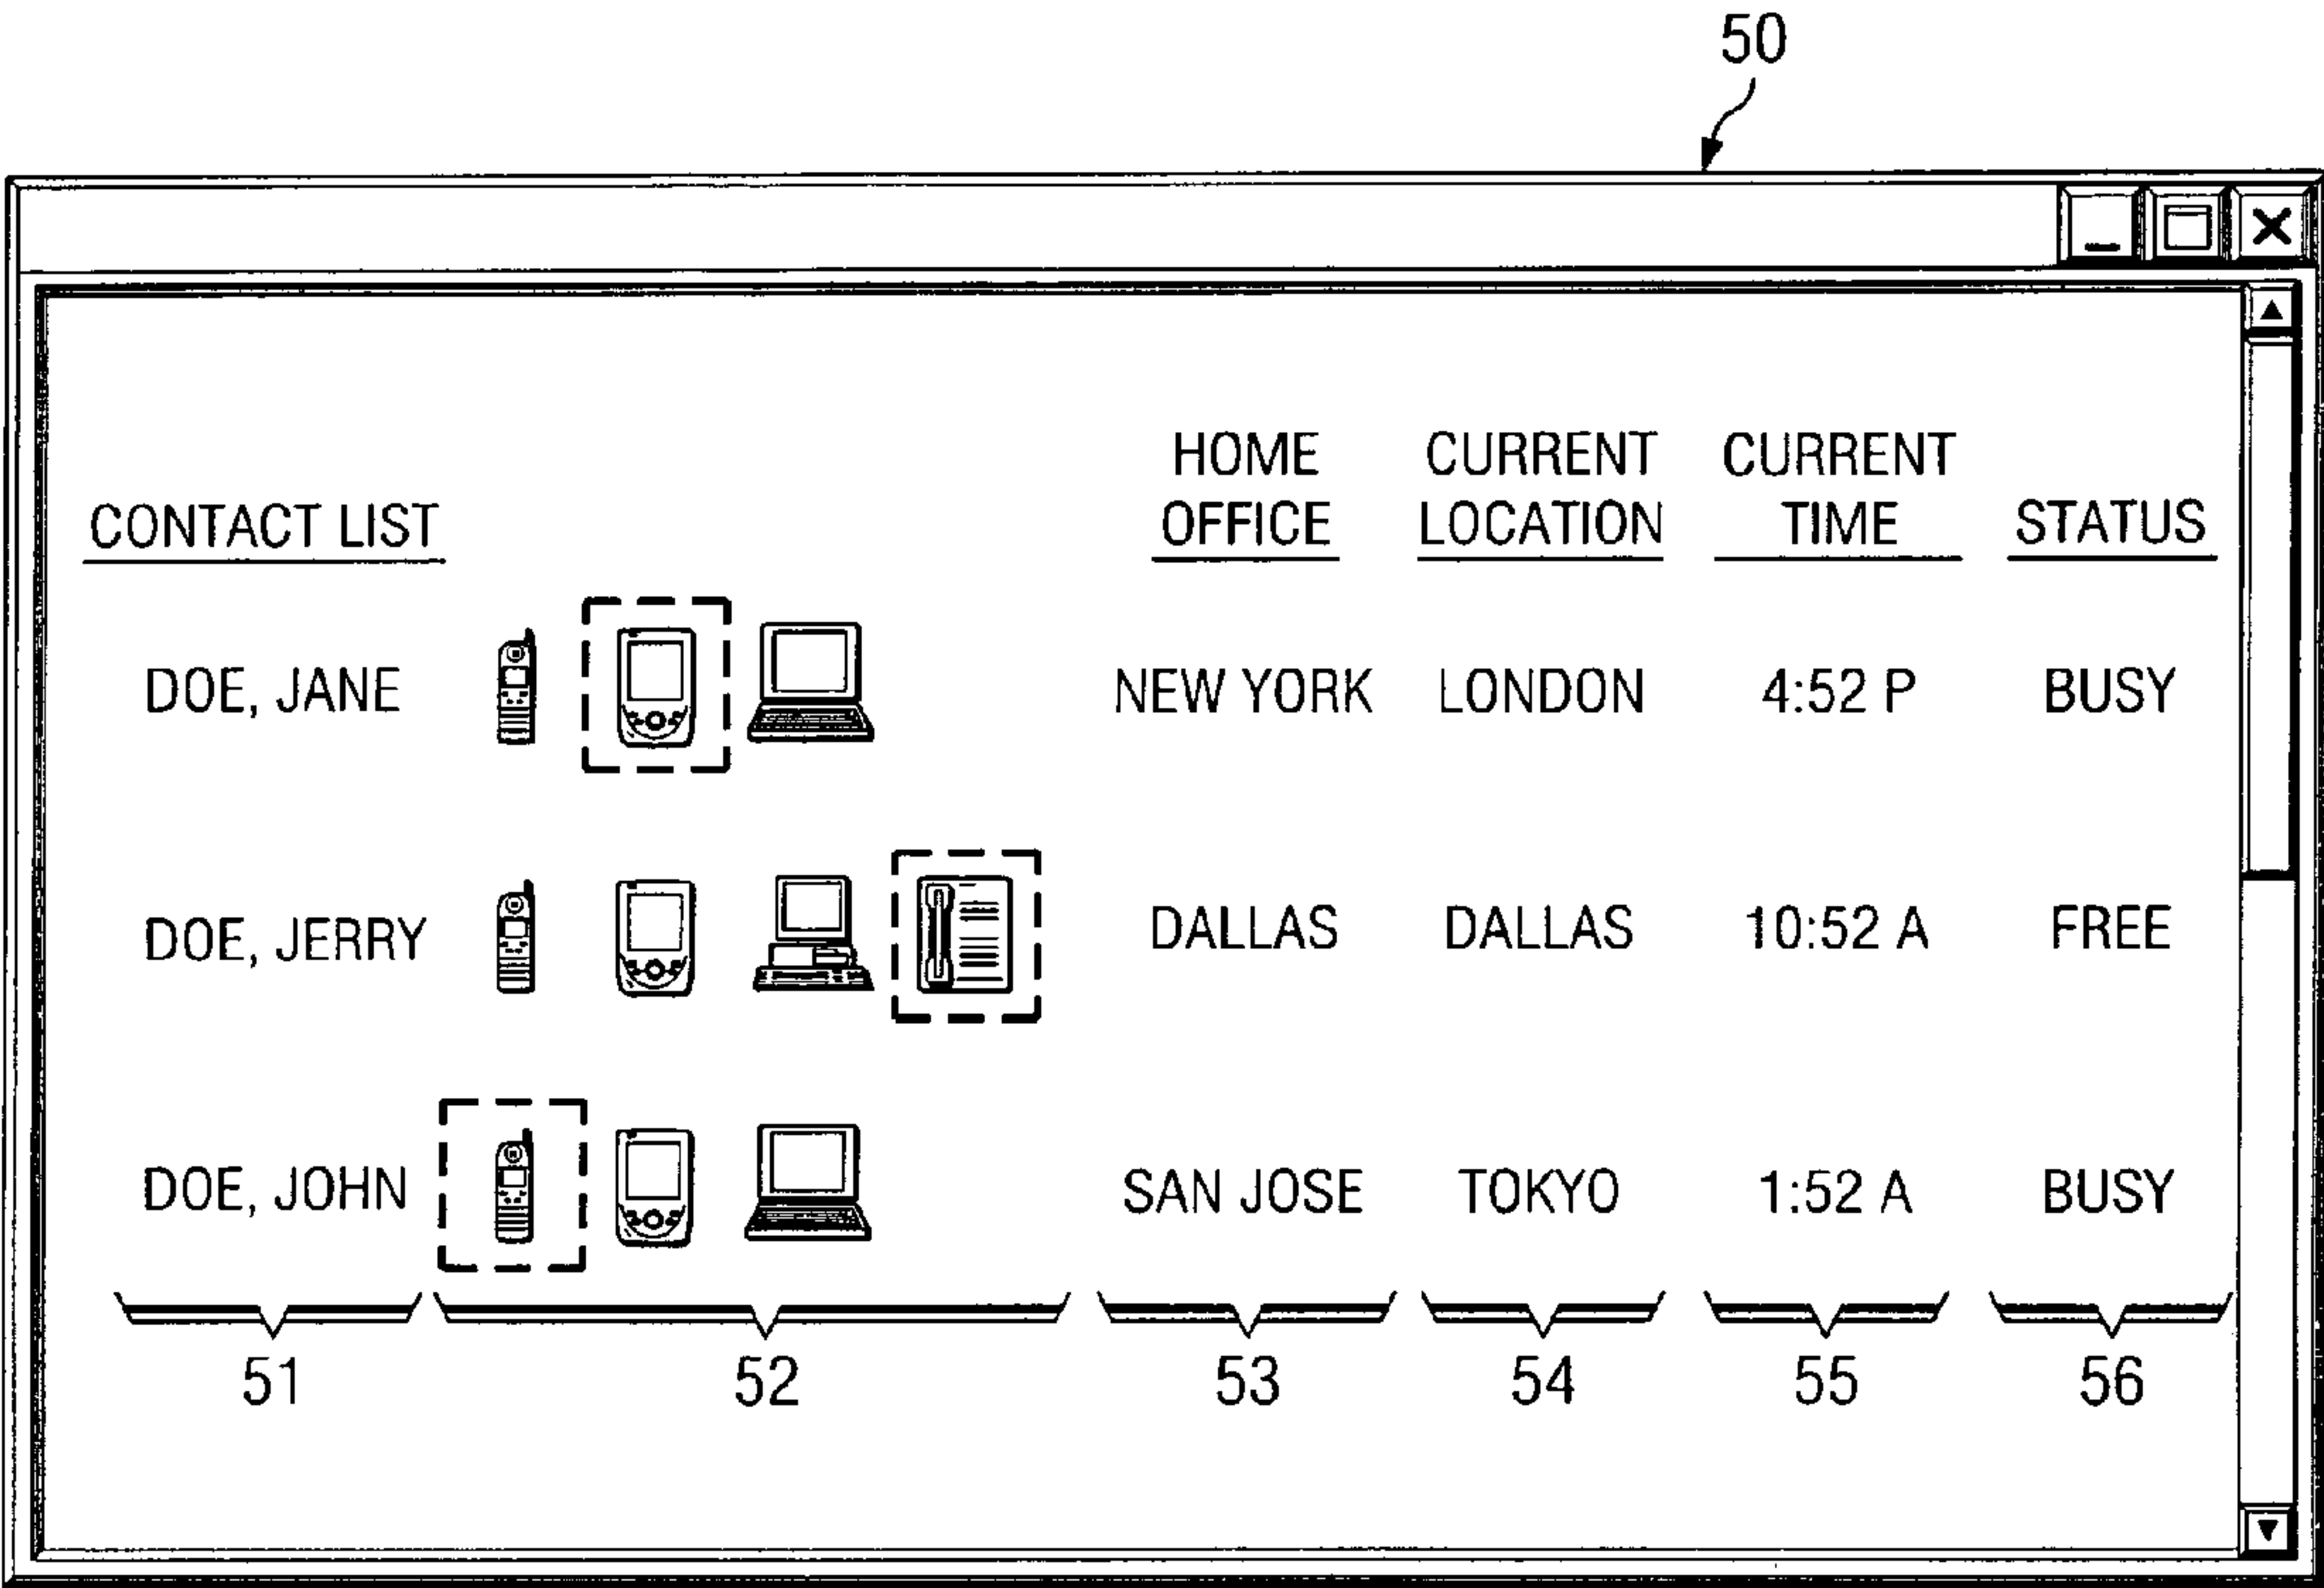 50
HOME CURRENT CURRENT
CONTACT LIST OFFICE LOCATION TIME STATUS
DOE, JANE NEW YORK LONDON 4:52 P BUSY
DOE, JERRY DALLAS DALLAS 10:52 A FREE
DOE, JOHN SAN JOSE TOKYO 1:52 A BUSY
51 52 53 54 55 56